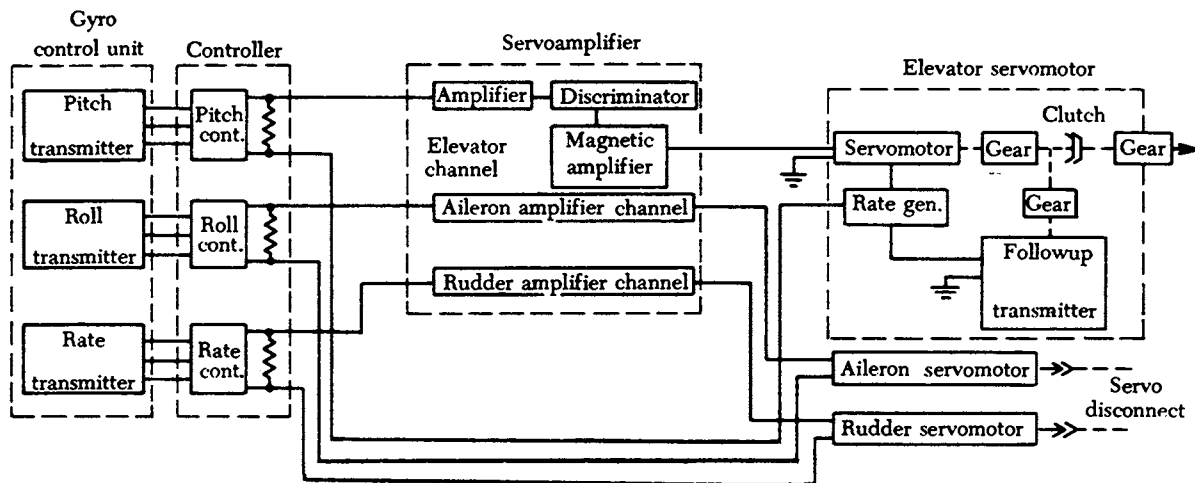 Gyro
control unit
Controller
Servoamplifier
Elevator servomotor
Pitch
transmitter
Pitch
cont.
Amplifier
Discriminator
Elevator
channel
Magnetic
amplifier
Clutch
Servomotor
Gear
Gear
Rate gen.
Gear
Followup
transmitter
Roll
transmitter
Roll
cont.
Aileron amplifier channel
Rudder amplifier channel
Rate
transmitter
Rate
cont.
Aileron servomotor
Rudder servomotor
Servo
disconnect